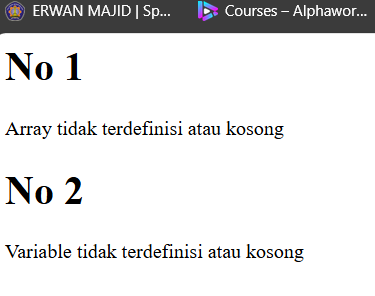 ERWAN MAJID | Sp... Courses – Alphawor...
No 1
Array tidak terdefinisi atau kosong
No 2
Variable tidak terdefinisi atau kosong